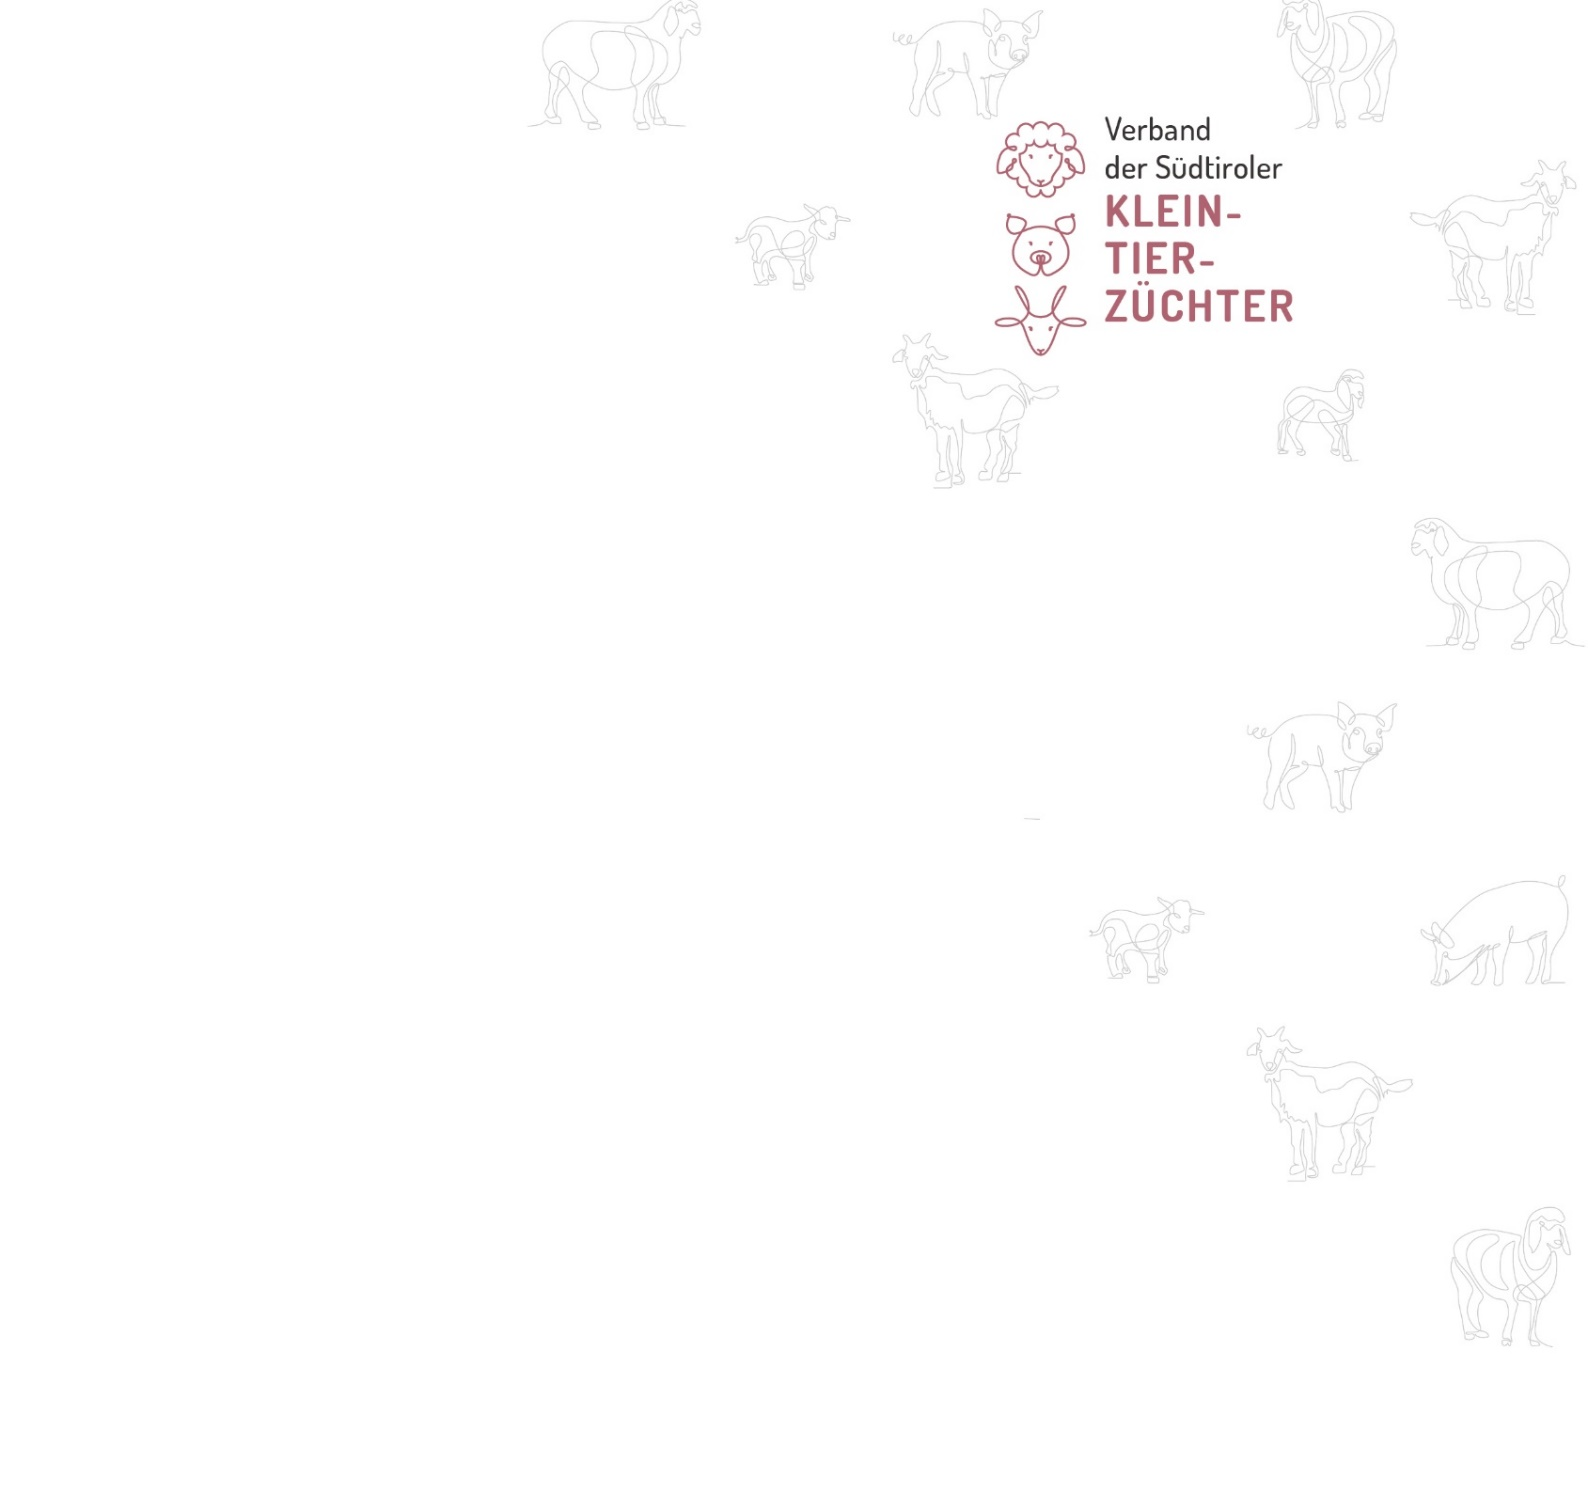 Verband
der Südtiroler
KLEIN-
TIER-
ZÜCHTER